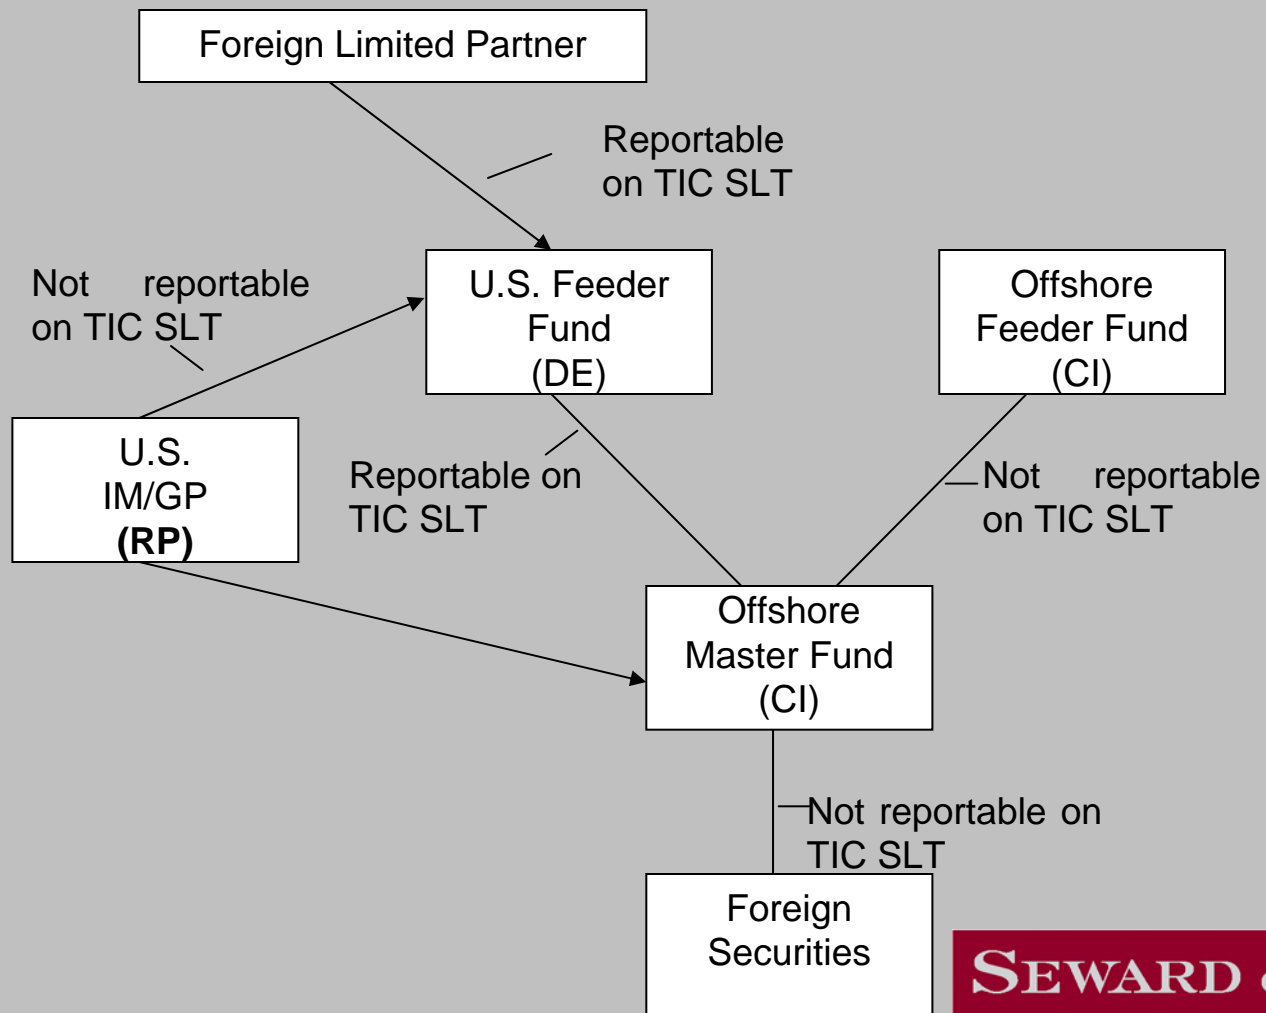 Foreign Limited Partner
Reportable
on TIC SLT
Not reportable
on TIC SLT
U.S. Feeder
Fund
(DE)
Offshore
Feeder Fund
(CI)
U.S.
IM/GP
(RP)
Reportable on
TIC SLT
Not reportable
on TIC SLT
Offshore
Master Fund
(CI)
Not reportable on
TIC SLT
Foreign
Securities
SEWARD